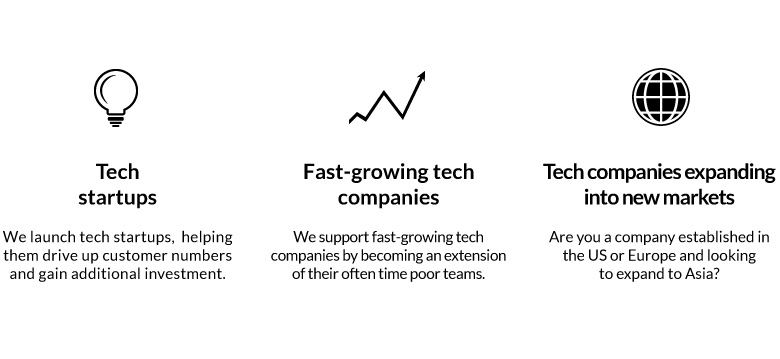 Tech
startups
We launch tech startups, helping
them drive up customer numbers
and gain additional investment.
Fast-growing tech
companies
We support fast-growing tech
companies by becoming an extension
of their often time poor teams.
Tech companies expanding
into new markets
Are you a company established in
the US or Europe and looking
to expand to Asia?